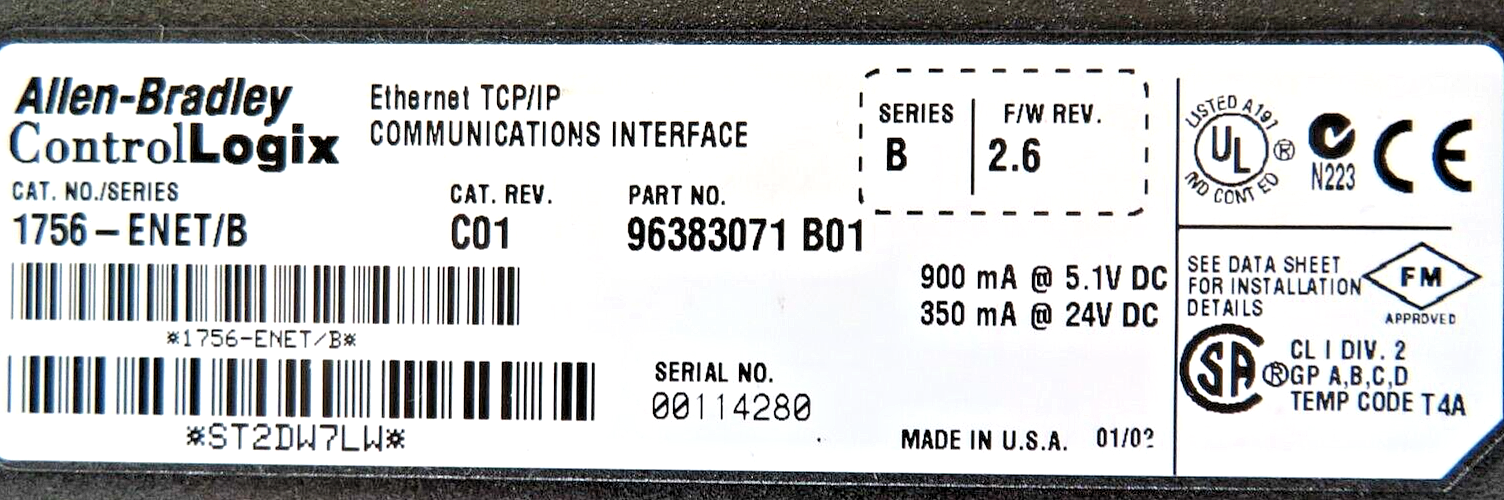 Allen-Bradley
ControlLogix
Ethernet TCP/IP
COMMUNICATIONS INTERFACE
SERIES F/W REV.
B 2.6
CAT. NO./SERIES CAT. REV. PART NO.
1756-ENET/B C01 96383071 B01
*1756-ENET/B*
*ST2DW7LW*
900 mA @ 5.1V DC
350 mA @ 24V DC
SERIAL NO.
00114280
MADE IN U.S.A.
LISTED A197
UL ®
IND CONT EQ
N223
CE
SEE DATA SHEET
FOR INSTALLATION
DETAILS
FM
APPROVED
SA ®
CL I DIV. 2
GP A,B,C,D
TEMP CODE T4A